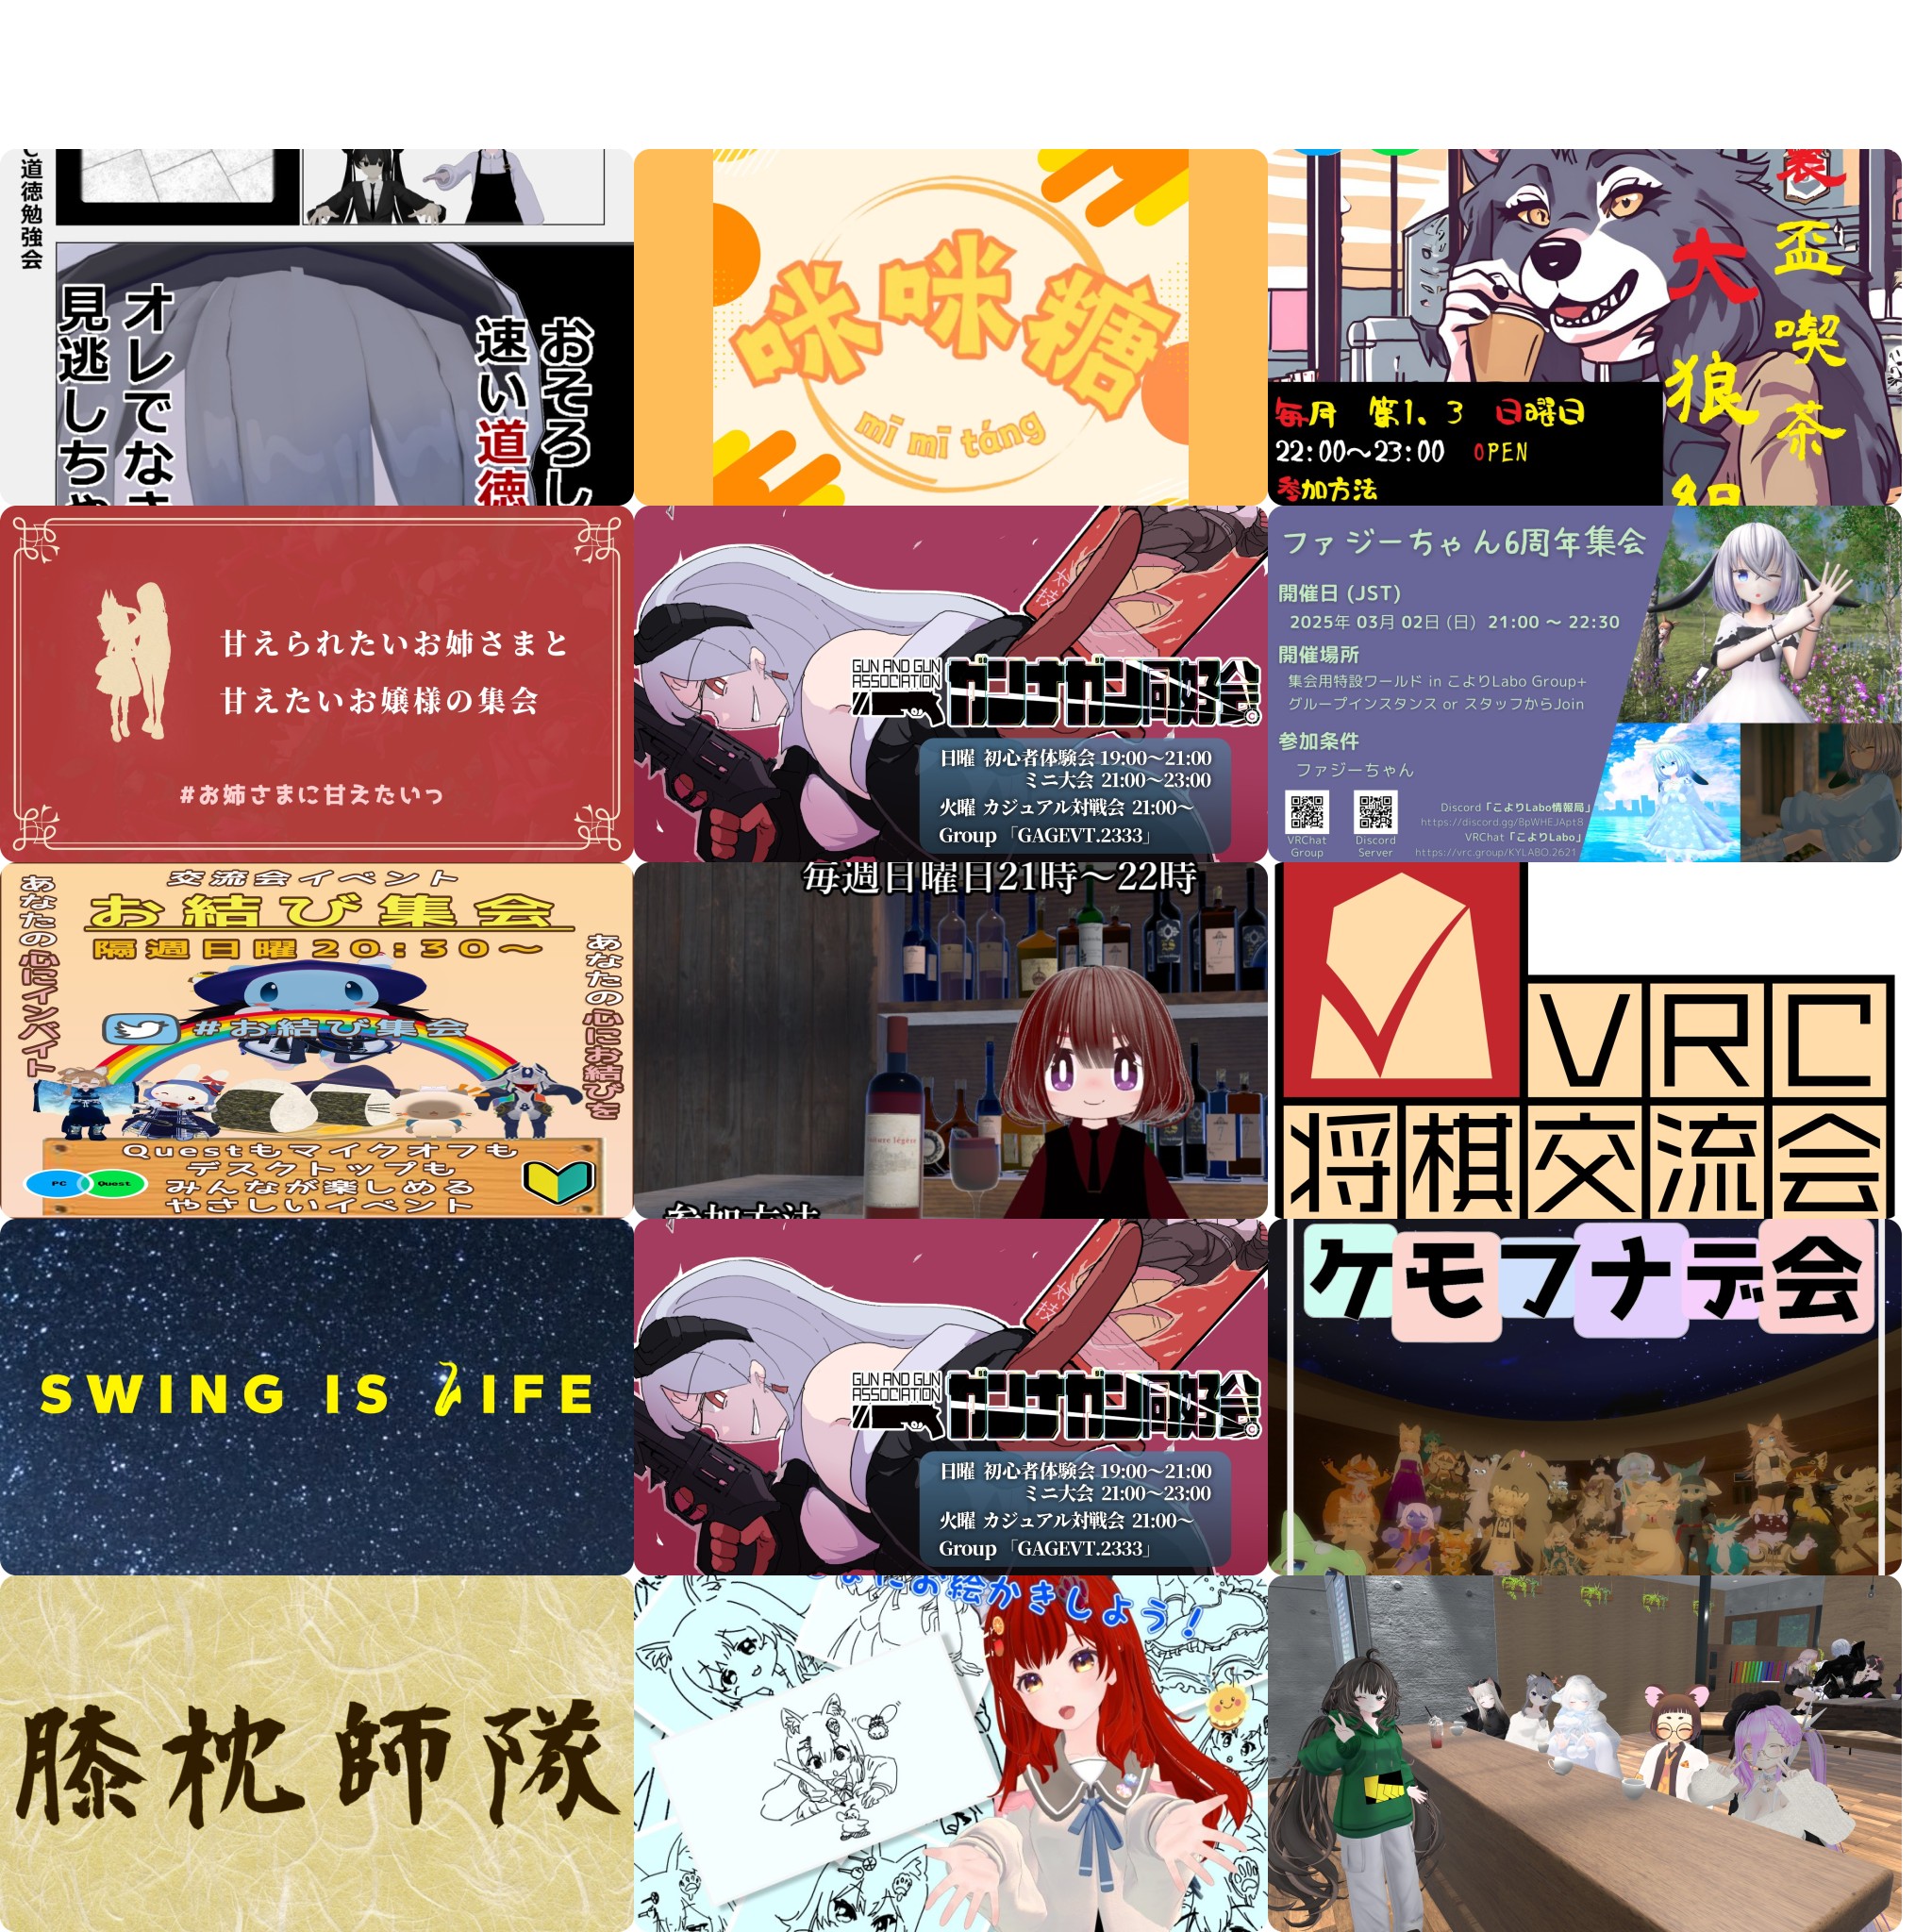 道徳勉強会
おそろし
速い道徳
オレでなき
見逃しちゃ
咪咪糖
mī mī táng
裏
盃
喫
茶
大
狼
毎月 第1、3 日曜日
22:00～23:00 OPEN
参加方法
甘えられたいお姉さまと
甘えたいお嬢様の集会
#お姉さまに甘えたいっ
GUN AND GUN
ASSOCIATION
ガンナガン同好会
日曜 初心者体験会 19:00～21:00
ミニ大会 21:00～23:00
火曜 カジュアル対戦会 21:00～
Group 「GAGEVT.2333」
ファジーちゃん6周年集会
開催日 (JST)
2025年 03月 02日 (日) 21:00 ～ 22:30
開催場所
集会用特設ワールド in こよりLabo Group+
グループインスタンス or スタッフからJoin
参加条件
ファジーちゃん
Discord「こよりLabo情報局」
https://discord.gg/BpWHEJApt8
VRChat「こよりLabo」
https://vrc.group/KYLABO.2621
VRChat
Group
Discord
Server
交流会イベント
お結び集会
隔週日曜20:30～
#お結び集会
あなたの心にインバイト
あなたの心にお結びを
Questもマイクオフも
デスクトップも
みんなが楽しめる
やさしいイベント
PC
Quest
毎週日曜日21時～22時
参加方法
VRC
将棋交流会
SWING IS LIFE
GUN AND GUN
ASSOCIATION
ガンナガン同好会
日曜 初心者体験会 19:00～21:00
ミニ大会 21:00～23:00
火曜 カジュアル対戦会 21:00～
Group 「GAGEVT.2333」
ケモフナデ会
膝枕師隊
お絵かきしよう！